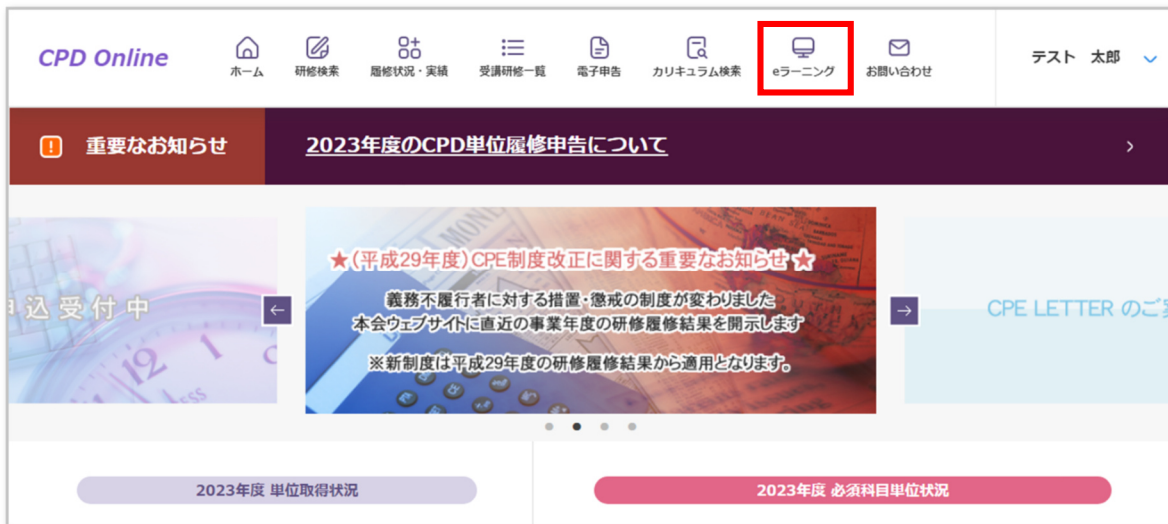 CPD Online
ホーム
研修検索
履修状況・実績
受講研修一覧
電子申告
カリキュラム検索
eラーニング
お問い合わせ
テスト 太郎
重要なお知らせ
2023年度のCPD単位履修申告について
込受付中
★(平成29年度)CPE制度改正に関する重要なお知らせ★
義務不履行者に対する措置・懲戒の制度が変わりました
本会ウェブサイトに直近の事業年度の研修履修結果を開示します
※新制度は平成29年度の研修履修結果から適用となります。
CPE LETTER のご
2023年度 単位取得状況
2023年度 必須科目単位状況